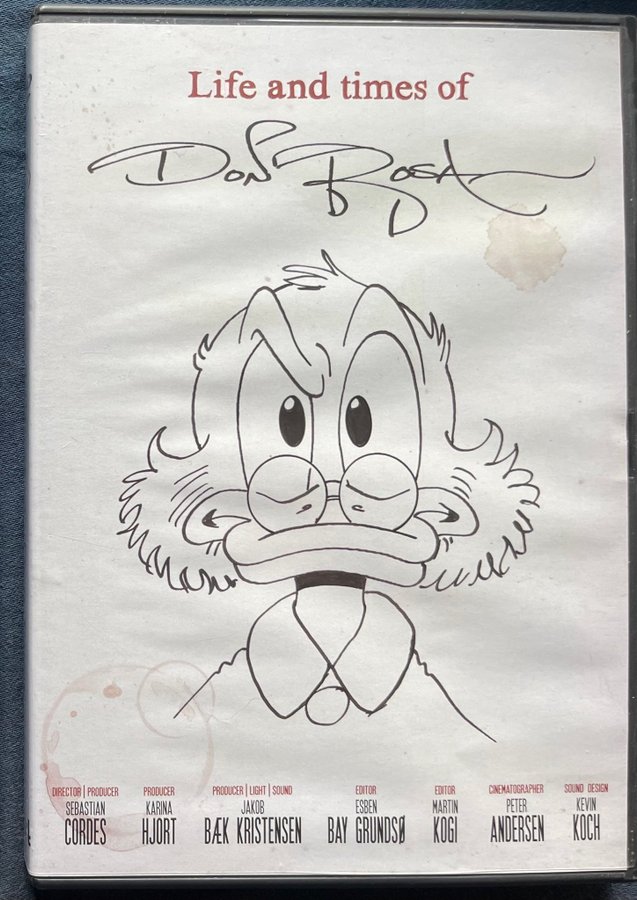 Life and times of
DON ROSA
DIRECTOR | PRODUCER PRODUCER PRODUCER | LIGHT | SOUND EDITOR EDITOR CINEMATOGRAPHER SOUND DESIGN
SEBASTIAN KARINA JAKOB ESBEN MARTIN PETER KEVIN
CORDES HJORT BÆK KRISTENSEN BAY GRUNDSØ KOGI ANDERSEN KOCH